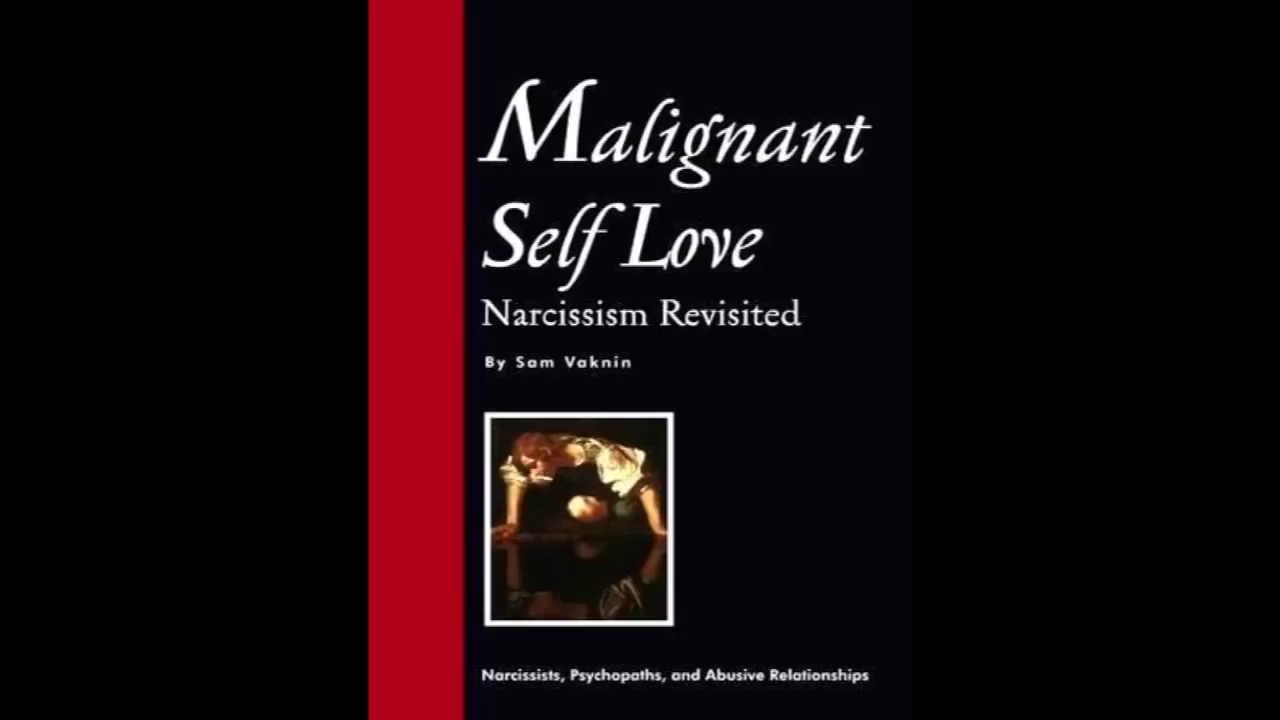 Malignant
Self Love
Narcissism Revisited
By Sam Vaknin
Narcissists, Psychopaths, and Abusive Relationships